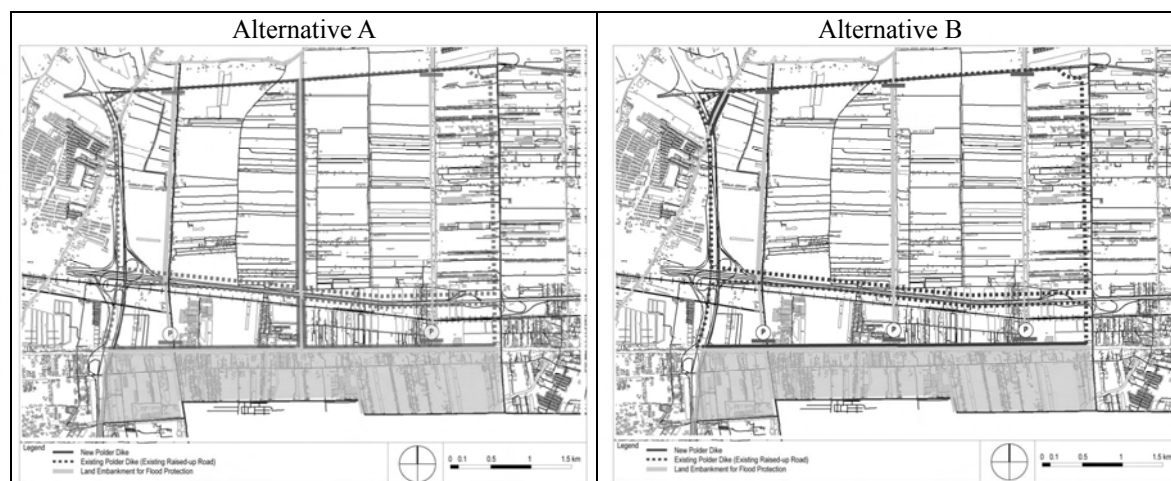 Alternative A
Alternative B
P
P
Legend
New Polder Dike
Existing Polder Dike (Existing Raised-up Road)
Land Embankment for Flood Protection
0 0.1 0.5 1 1.5 km
P
P
P
Legend
New Polder Dike
Existing Polder Dike (Existing Raised-up Road)
Land Embankment for Flood Protection
0 0.1 0.5 1 1.5 km